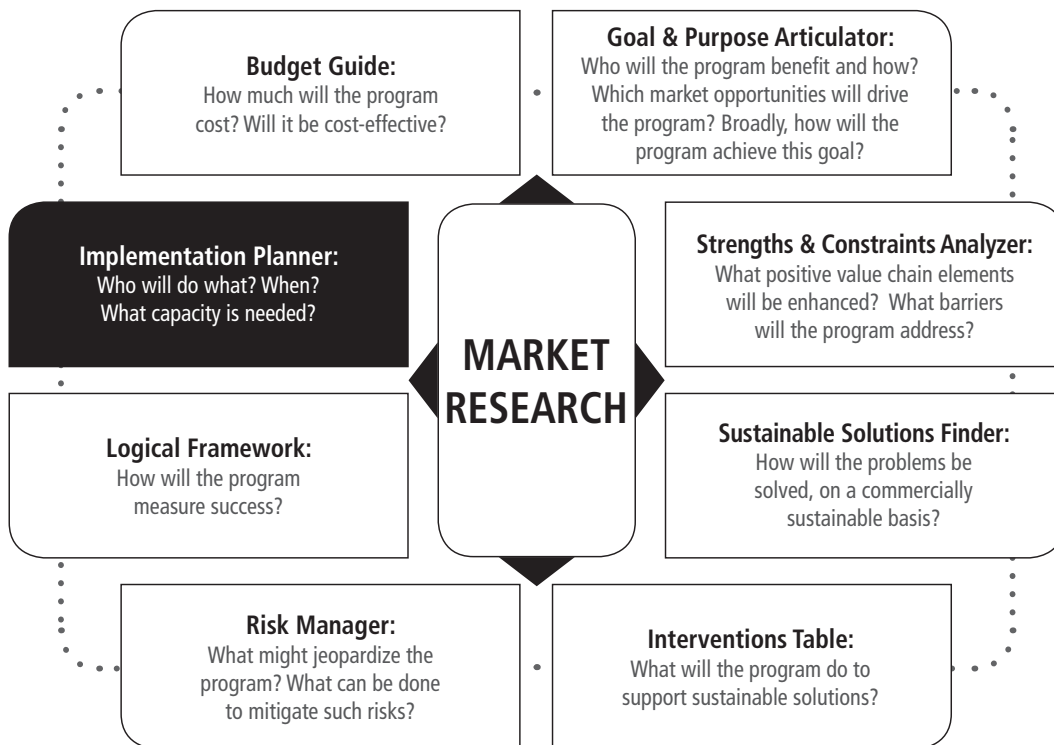 Budget Guide:
How much will the program
cost? Will it be cost-effective?
Goal & Purpose Articulator:
Who will the program benefit and how?
Which market opportunities will drive
the program? Broadly, how will the
program achieve this goal?
Implementation Planner:
Who will do what? When?
What capacity is needed?
MARKET
RESEARCH
Strengths & Constraints Analyzer:
What positive value chain elements
will be enhanced? What barriers
will the program address?
Logical Framework:
How will the program
measure success?
Sustainable Solutions Finder:
How will the problems be
solved, on a commercially
sustainable basis?
Risk Manager:
What might jeopardize the
program? What can be done
to mitigate such risks?
Interventions Table:
What will the program do to
support sustainable solutions?